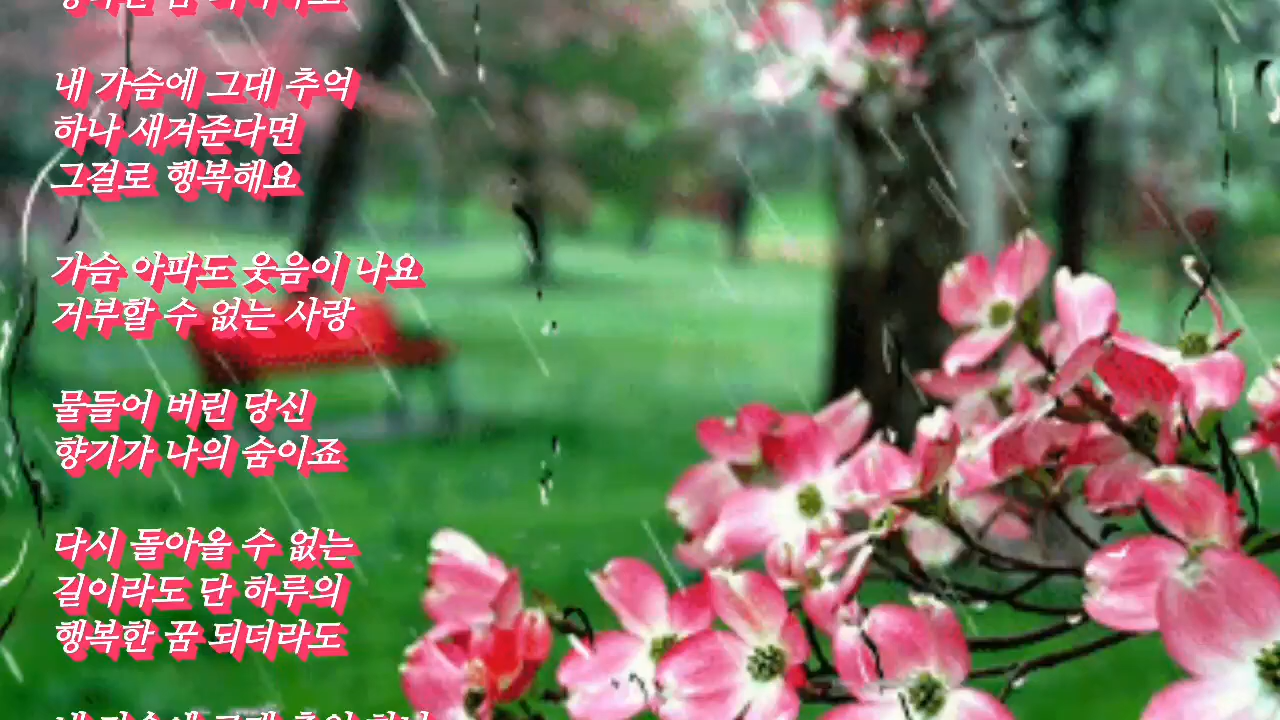 내 가슴에 그대 추억
하나 새겨준다면
그걸로 행복해요
가슴 아파도 웃음이 나요
거부할 수 없는 사랑
물들어 버린 당신
향기가 나의 숨이죠
다시 돌아올 수 없는
길이라도 단 하루의
행복한 꿈 되더라도